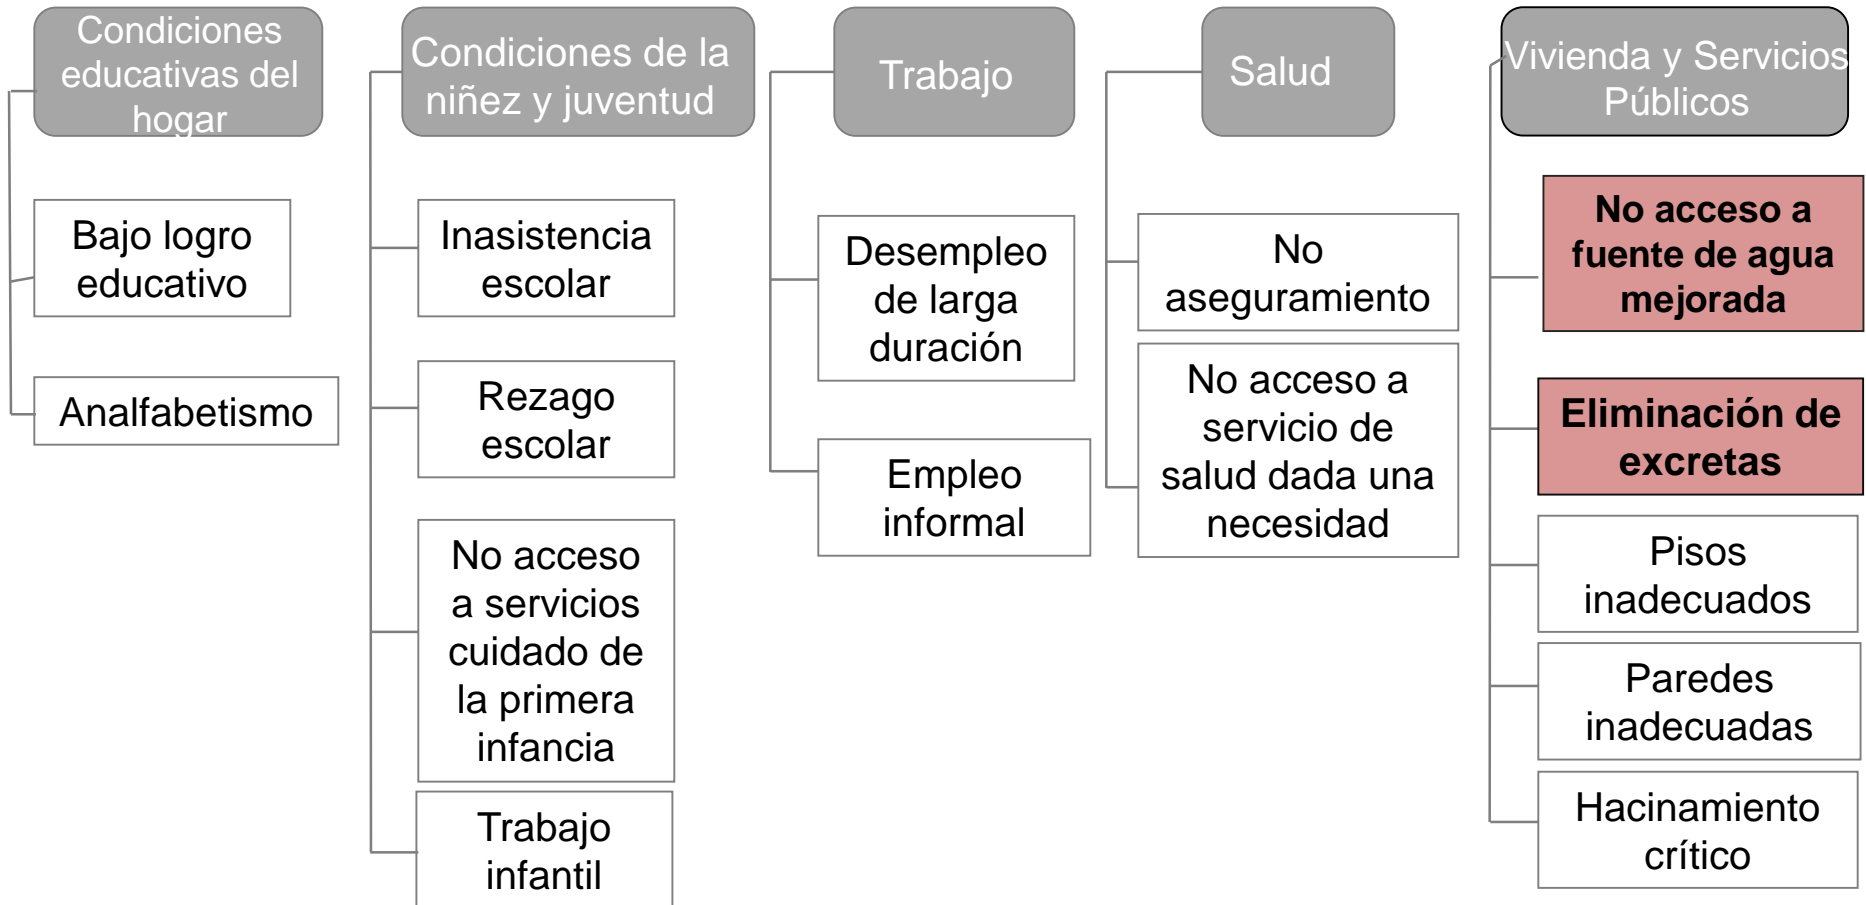 Condiciones
educativas del
hogar
Bajo logro
educativo
Analfabetismo
Condiciones de la
niñez y juventud
Inasistencia
escolar
Rezago
escolar
No acceso
a servicios
cuidado de
la primera
infancia
Trabajo
infantil
Trabajo
Desempleo
de larga
duración
Empleo
informal
Salud
No
aseguramiento
No acceso a
servicio de
salud dada una
necesidad
Vivienda y Servicios
Públicos
No acceso a
fuente de agua
mejorada
Eliminación de
excretas
Pisos
inadecuados
Paredes
inadecuadas
Hacinamiento
crítico